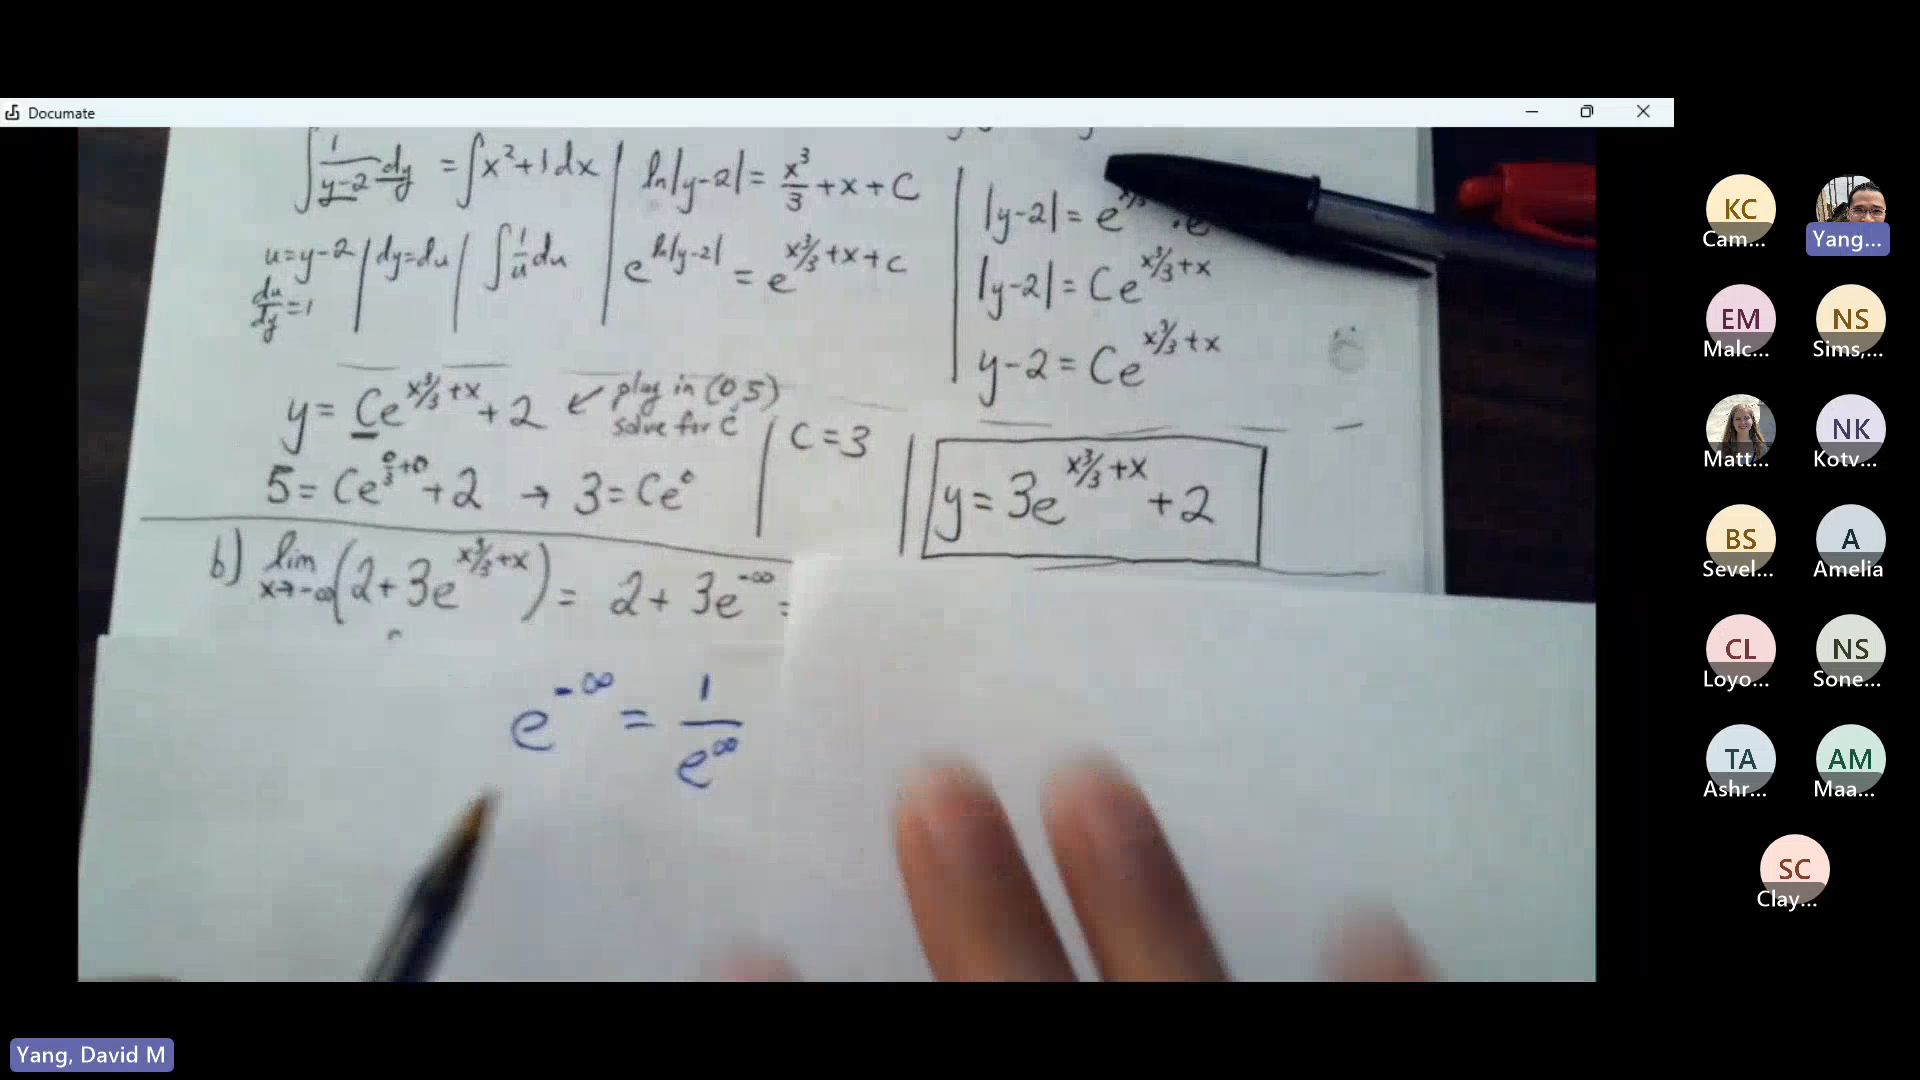 Documate
∫ 1/(y-2) dy = ∫ x²+1 dx | ln|y-2| = x³/3 + x + C
u=y-2 | dy=du | ∫ 1/u du | e^(ln|y-2|) = e^(x³/3+x+C)
du/dy = 1
|y-2| = e
|y-2| = Ce^(x³/3+x)
y-2 = Ce^(x³/3+x)
y = Ce^(x³/3+x) + 2 ↙ plug in (0,5)
solve for C
5 = Ce^(0/3+0) + 2 → 3 = Ce⁰ | C = 3 | y = 3e^(x³/3+x) + 2
b) lim x→-∞ (2+3e^(x³/3+x)) = 2+3e^(-∞) =
e^(-∞) = 1/e^∞
KC
Cam...
Yang...
EM
Malc...
NS
Sims,...
Matt...
NK
Kotv...
BS
Sevel...
A
Amelia
CL
Loyo...
NS
Sone...
TA
Ashr...
AM
Maa...
SC
Clay...
Yang, David M